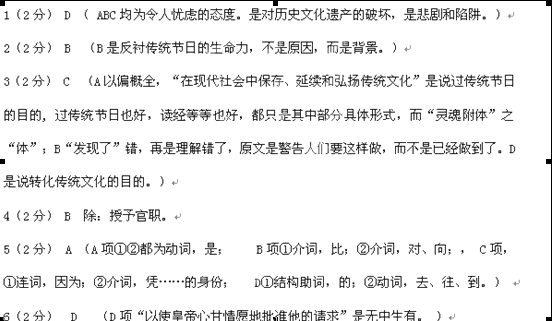 1（2分） D （ ABC均为令人忧虑的态度。是对历史文化遗产的破坏，是悲剧和陷阱。）
2（2分） B （B是反衬传统节日的生命力，不是原因，而是背景。）
3（2分） C （A以偏概全，“在现代社会中保存、延续和弘扬传统文化”是说过传统节日
的目的, 过传统节日也好，读经等等也好，都只是其中部分具体形式，而“灵魂附体”之
“体”；B“发现了”错，再是理解错了，原文是警告人们要这样做，而不是已经做到了。D
是说转化传统文化的目的。）
4（2分） B 除：授予官职。
5（2分） A （A项①②都为动词，是； B项①介词，比；②介词，对、向；， C项，
①连词，因为；②介词，凭……的身份； D①结构助词，的；②动词，去、往、到。）
6（2分） D （D项“以使皇帝心甘情愿地批准他的请求”是无中生有。）